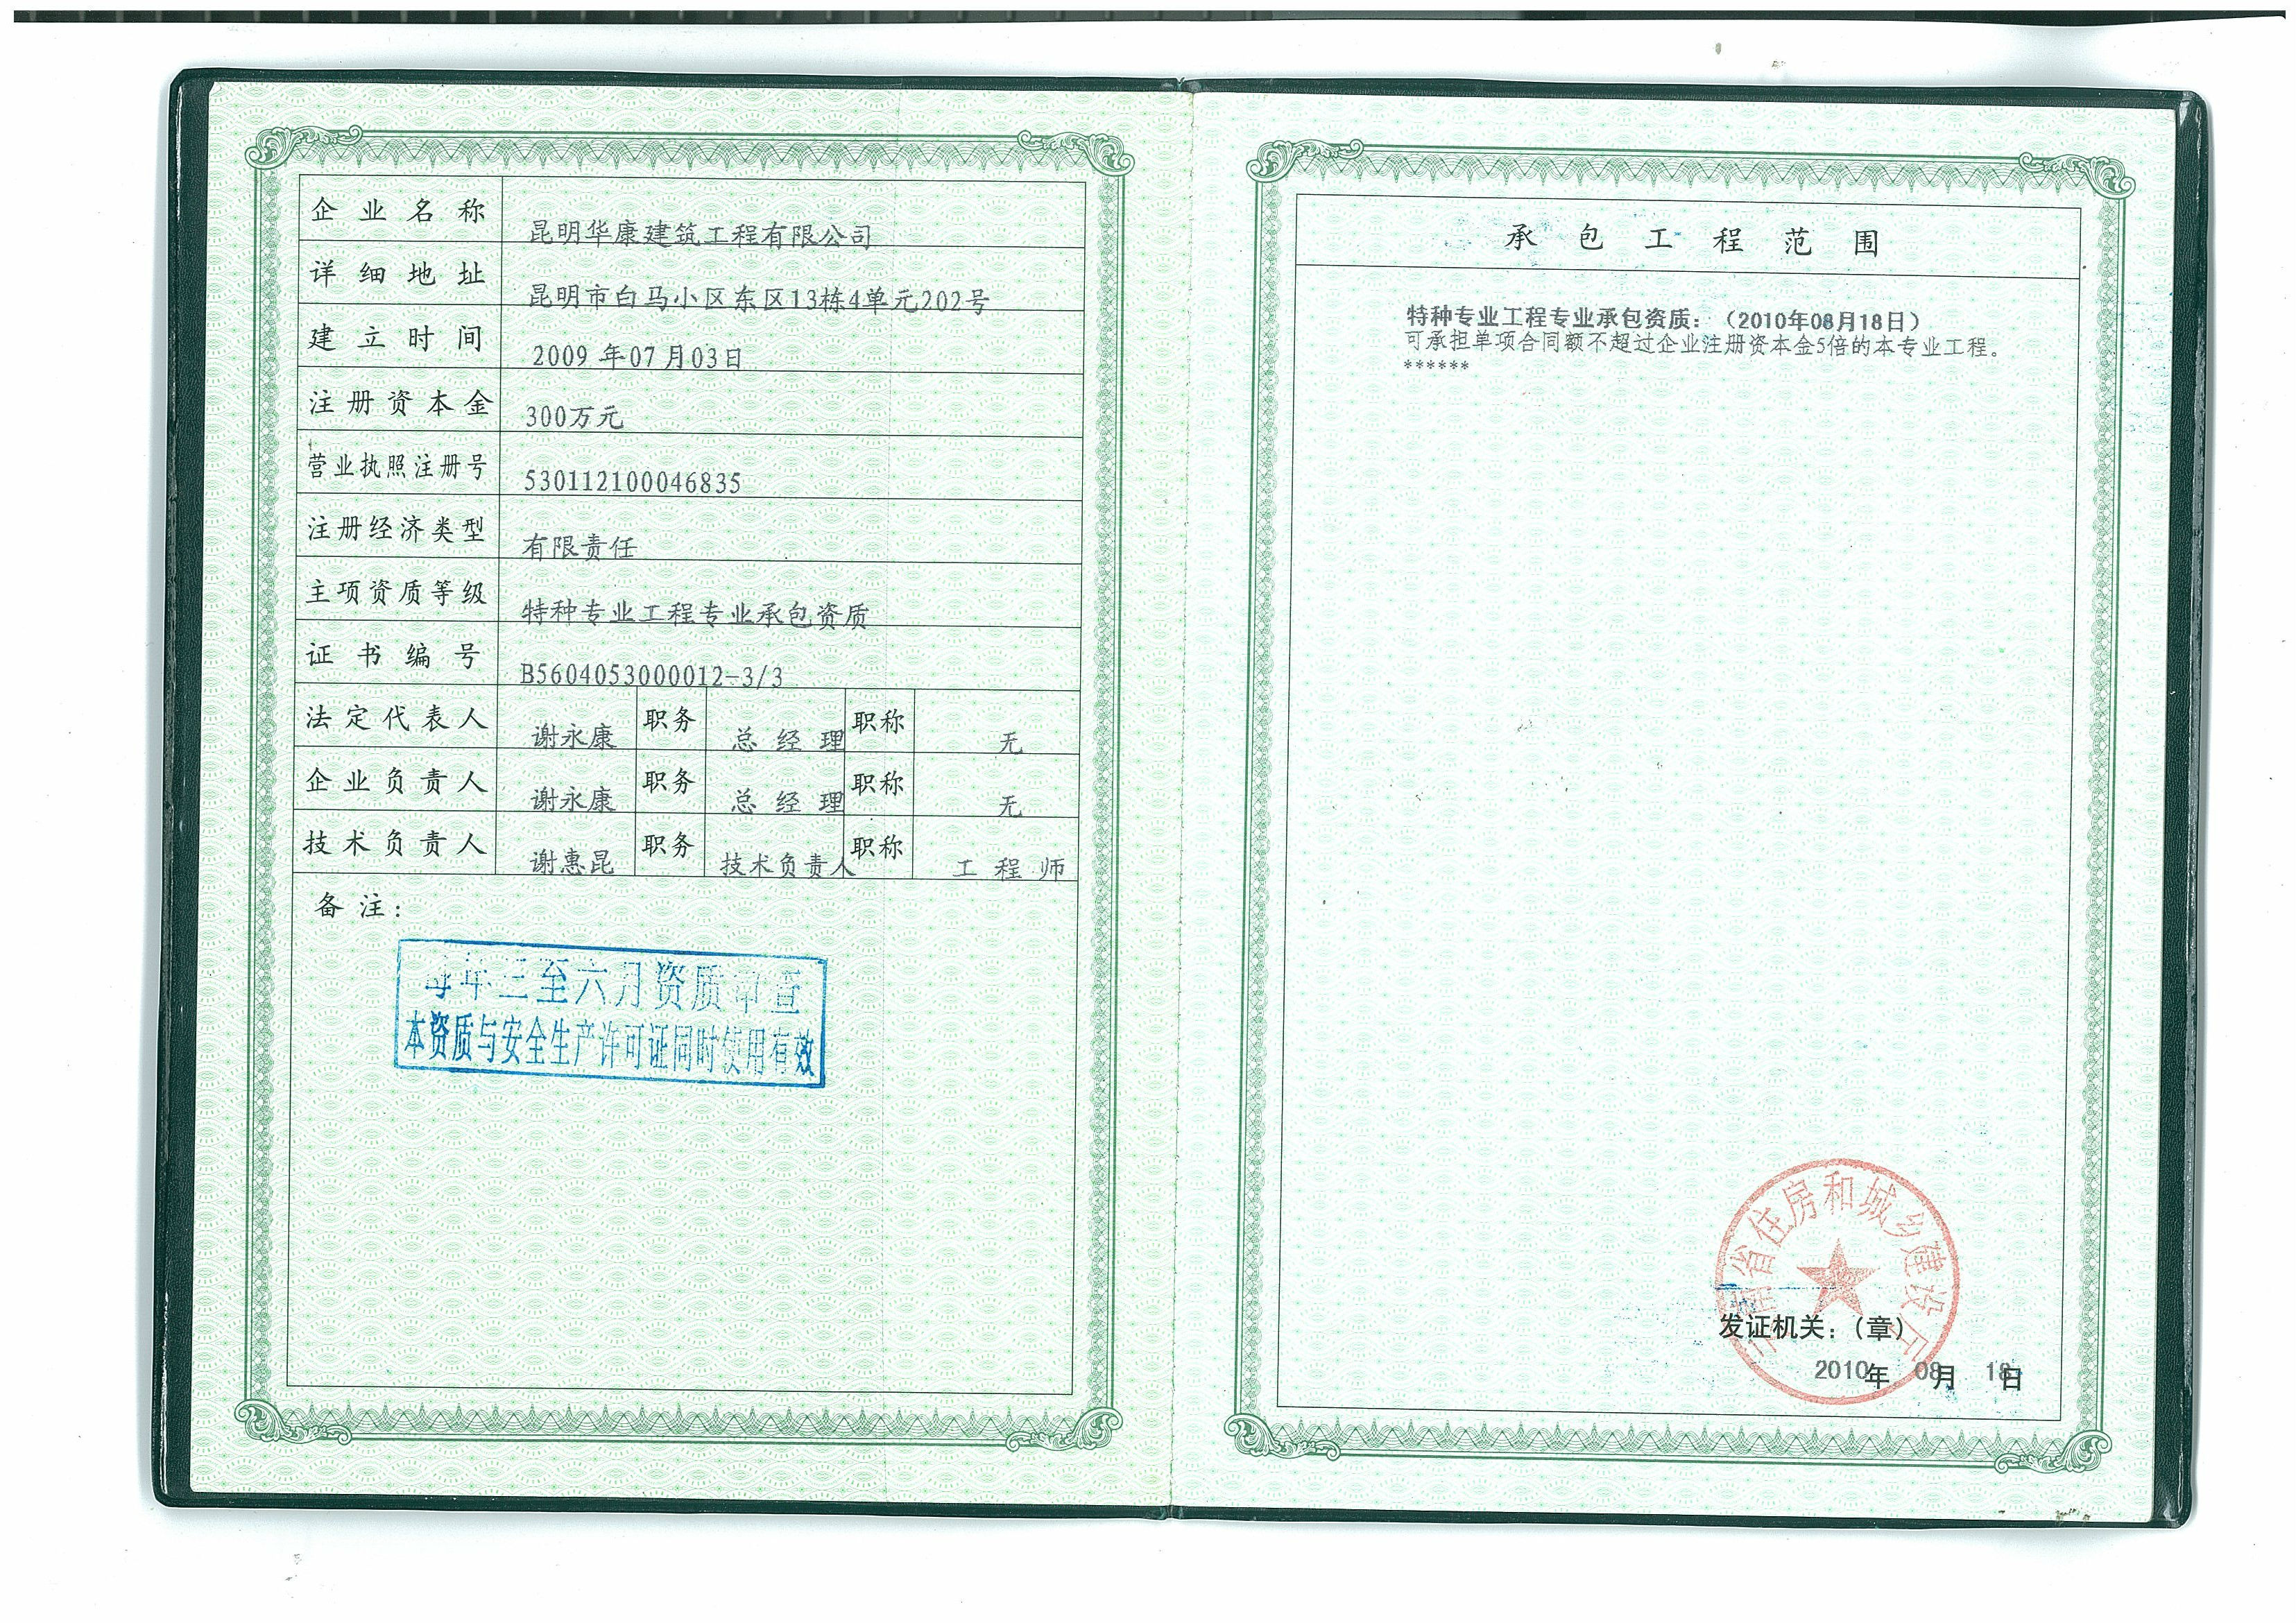 企业名称 昆明华康建筑工程有限公司
详细地址 昆明市白马小区东区13栋4单元202号
建立时间 2009年07月03日
注册资本金 300万元
营业执照注册号 530112100046835
注册经济类型 有限责任
主项资质等级 特种专业工程专业承包资质
证书编号 B5604053000012-3/3
法定代表人 谢永康 职务 总经理 职称 无
企业负责人 谢永康 职务 总经理 职称 无
技术负责人 谢惠昆 职务 技术负责人 职称 工程师
备注：
每年三至六月资质审查
本资质与安全生产许可证同时使用有效
承包工程范围
特种专业工程专业承包资质：（2010年08月18日）
可承担单项合同额不超过企业注册资本金5倍的本专业工程。
******
云南省住房和城乡建设厅
发证机关：（章）
2010年 08月 18日